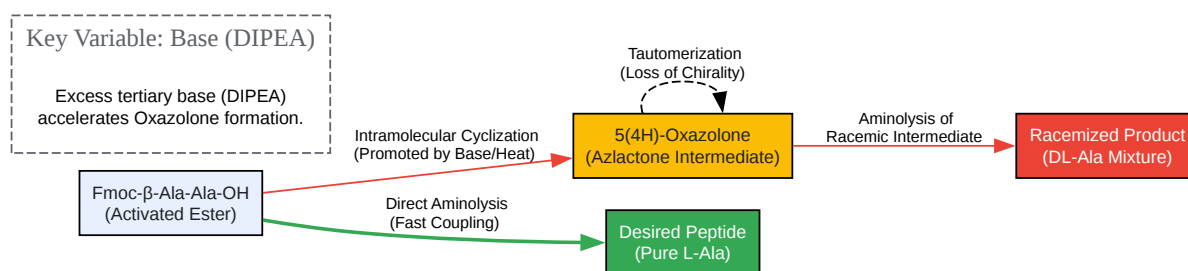 Key Variable: Base (DIPEA)
Excess tertiary base (DIPEA)
accelerates Oxazolone formation.
Fmoc-β-Ala-Ala-OH
(Activated Ester)
Intramolecular Cyclization
(Promoted by Base/Heat)
Direct Aminolysis
(Fast Coupling)
Tautomerization
(Loss of Chirality)
5(4H)-Oxazolone
(Azlactone Intermediate)
Desired Peptide
(Pure L-Ala)
Aminolysis of
Racemic Intermediate
Racemized Product
(DL-Ala Mixture)